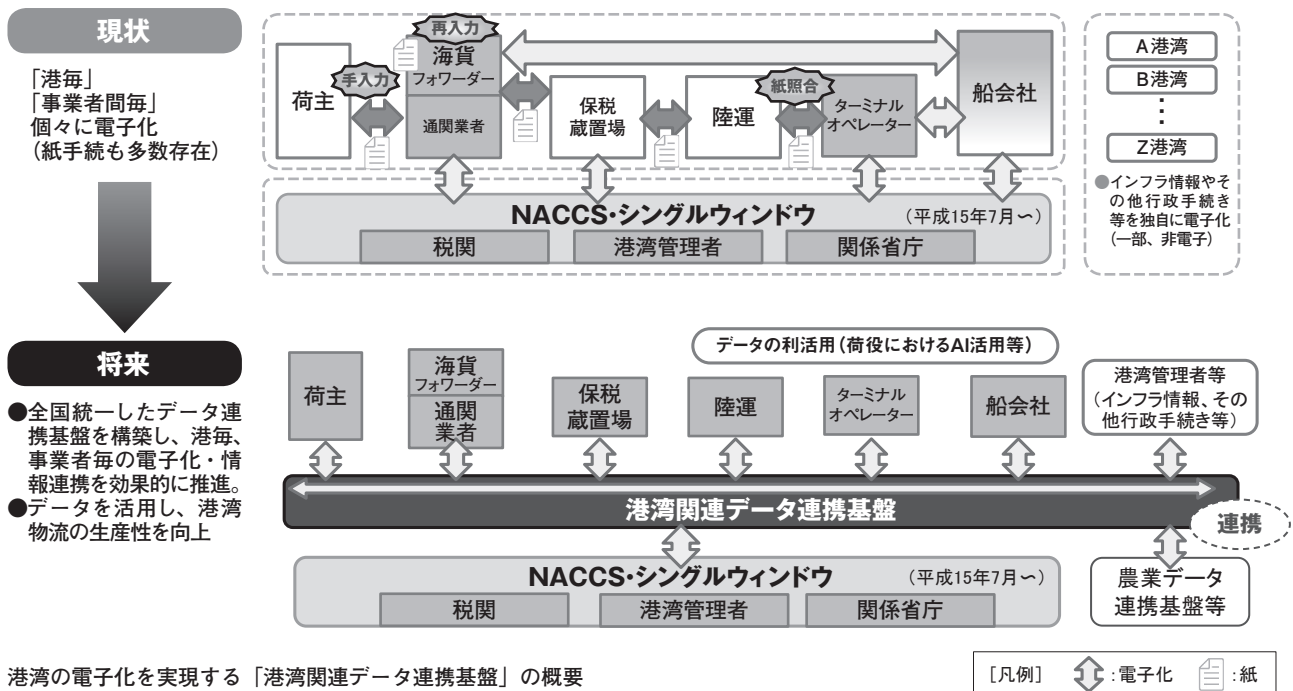 現状
「港毎」
「事業者間毎」
個々に電子化
（紙手続も多数存在）
荷主
手入力
再入力
海貨
フォワーダー
通関業者
保税
蔵置場
陸運
紙照合
ターミナル
オペレーター
船会社
NACCS・シングルウィンドウ
（平成15年7月〜）
税関
港湾管理者
関係省庁
A港湾
B港湾
⋮
Z港湾
●インフラ情報やそ
の他行政手続き
等を独自に電子化
（一部、非電子）
将来
●全国統一したデータ連
携基盤を構築し、港毎、
事業者毎の電子化・情
報連携を効果的に推進。
●データを活用し、港湾
物流の生産性を向上
データの利活用（荷役におけるAI活用等）
荷主
海貨
フォワーダー
通関
業者
保税
蔵置場
陸運
ターミナル
オペレーター
船会社
港湾管理者等
（インフラ情報、その
他行政手続き等）
港湾関連データ連携基盤
連携
NACCS・シングルウィンドウ
（平成15年7月〜）
税関
港湾管理者
関係省庁
農業データ
連携基盤等
港湾の電子化を実現する「港湾関連データ連携基盤」の概要
［凡例］ :電子化 :紙